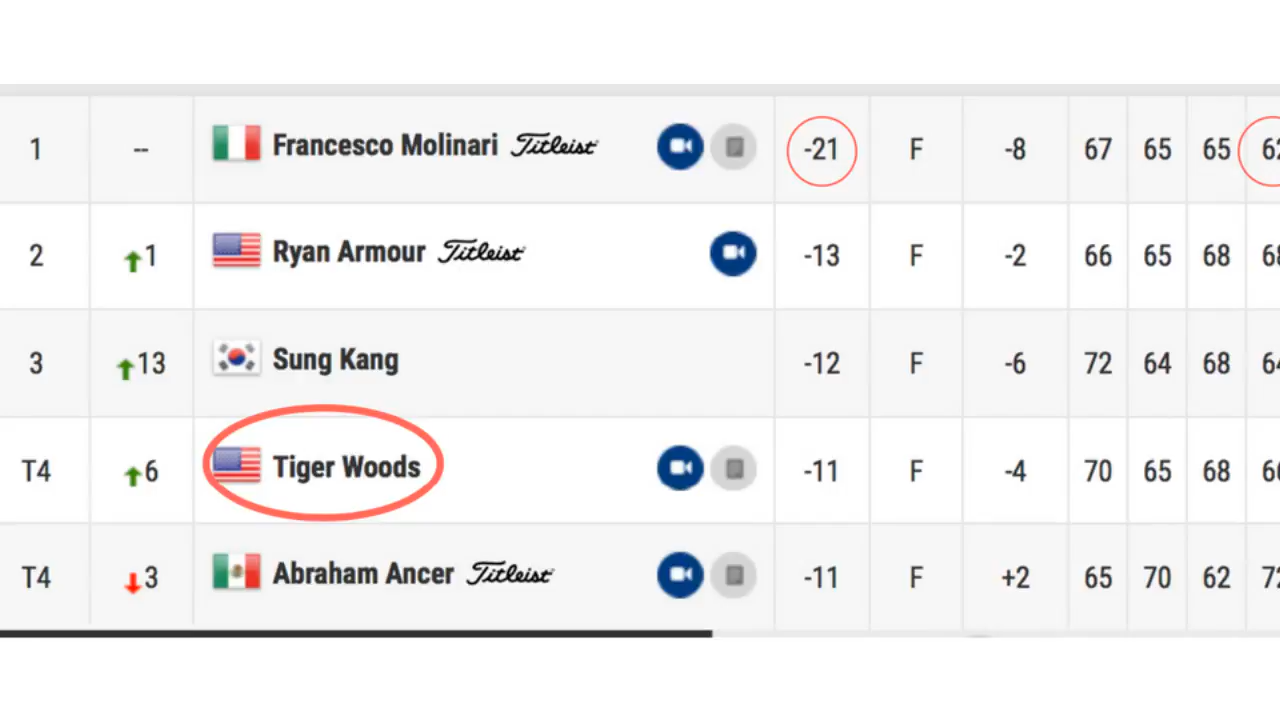 1 -- Francesco Molinari Titleist -21 F -8 67 65 65 62
2 1 Ryan Armour Titleist -13 F -2 66 65 68 68
3 13 Sung Kang -12 F -6 72 64 68 64
T4 6 Tiger Woods -11 F -4 70 65 68 66
T4 3 Abraham Ancer Titleist -11 F +2 65 70 62 72